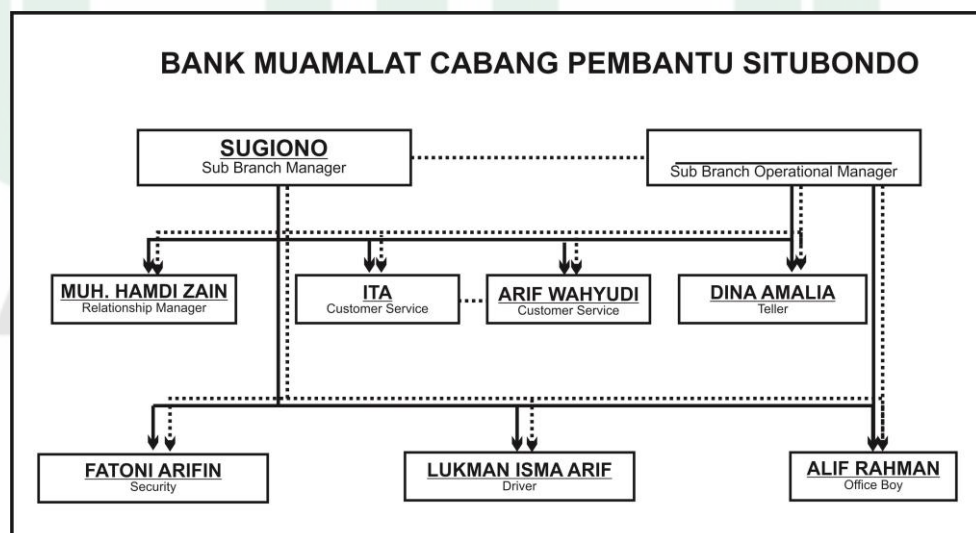 BANK MUAMALAT CABANG PEMBANTU SITUBONDO
SUGIONO
Sub Branch Manager
Sub Branch Operational Manager
MUH. HAMDI ZAIN
Relationship Manager
ITA
Customer Service
ARIF WAHYUDI
Customer Service
DINA AMALIA
Teller
FATONI ARIFIN
Security
LUKMAN ISMA ARIF
Driver
ALIF RAHMAN
Office Boy